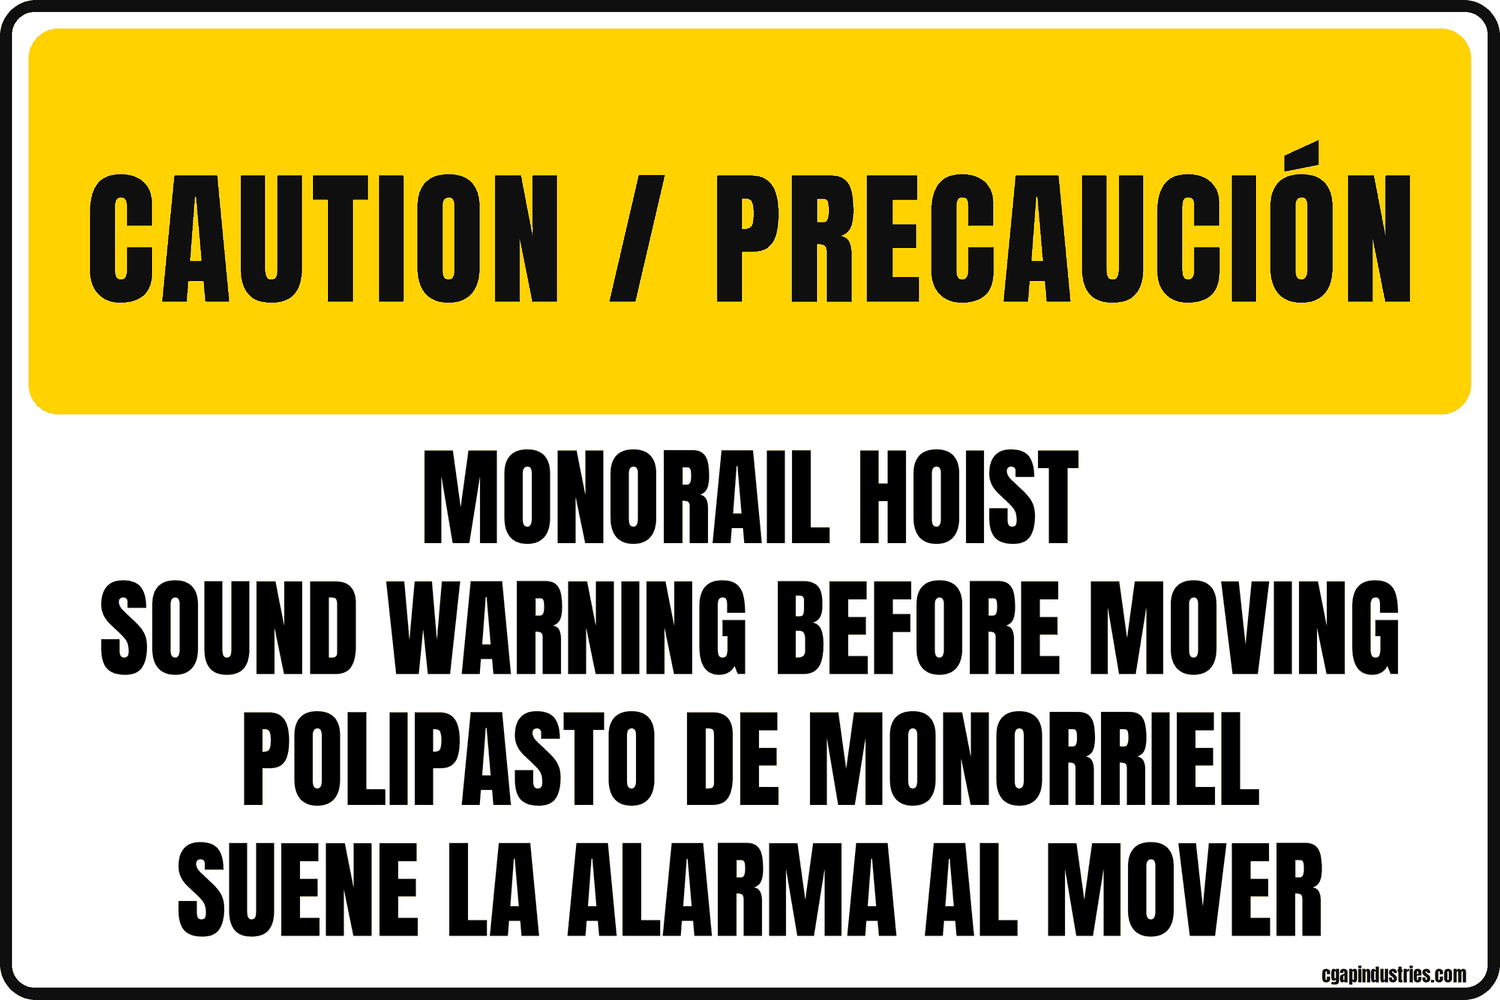 CAUTION / PRECAUCIÓN
MONORAIL HOIST
SOUND WARNING BEFORE MOVING
POLIPASTO DE MONORRIEL
SUENE LA ALARMA AL MOVER
cgapindustries.com